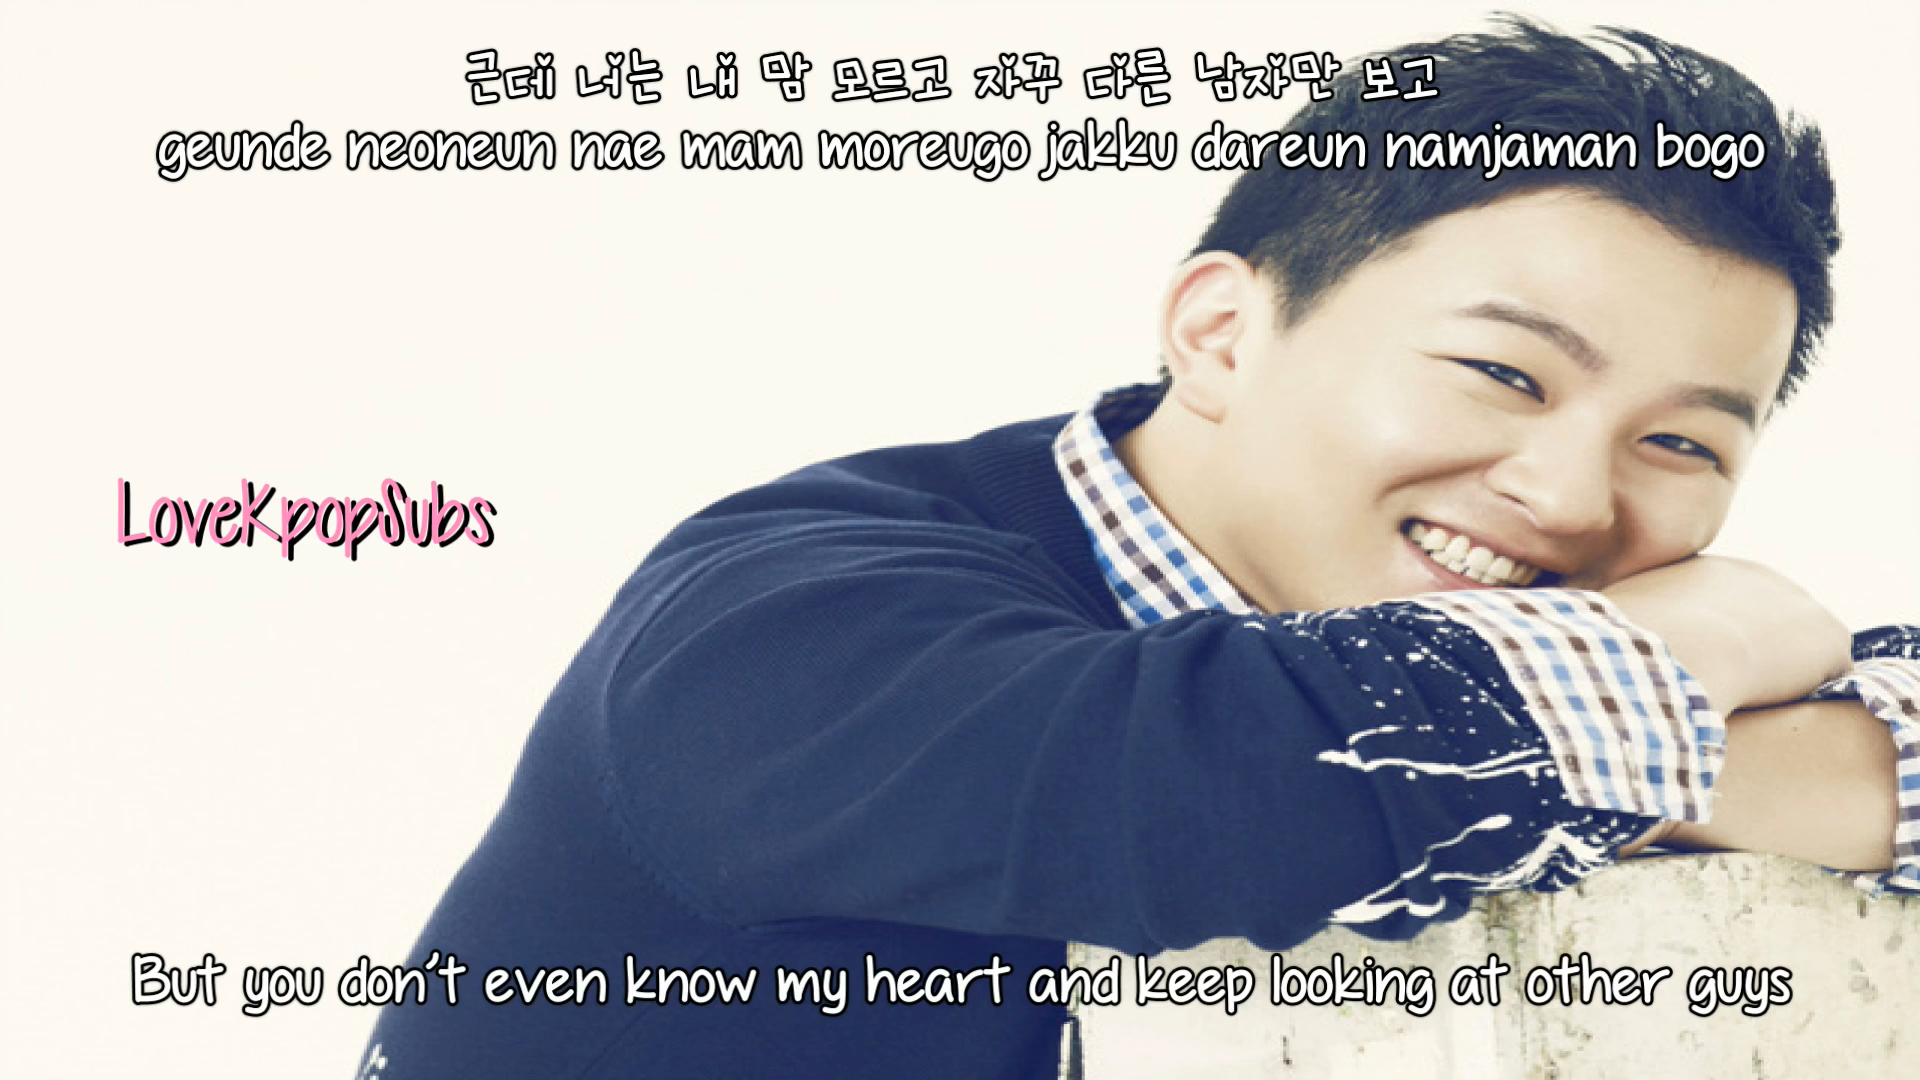 근데 너는 내 맘 모르고 자꾸 다른 남자만 보고
geunde neoneun nae mam moreugo jakku dareun namjaman bogo
LoveKpopSubs
But you don't even know my heart and keep looking at other guys